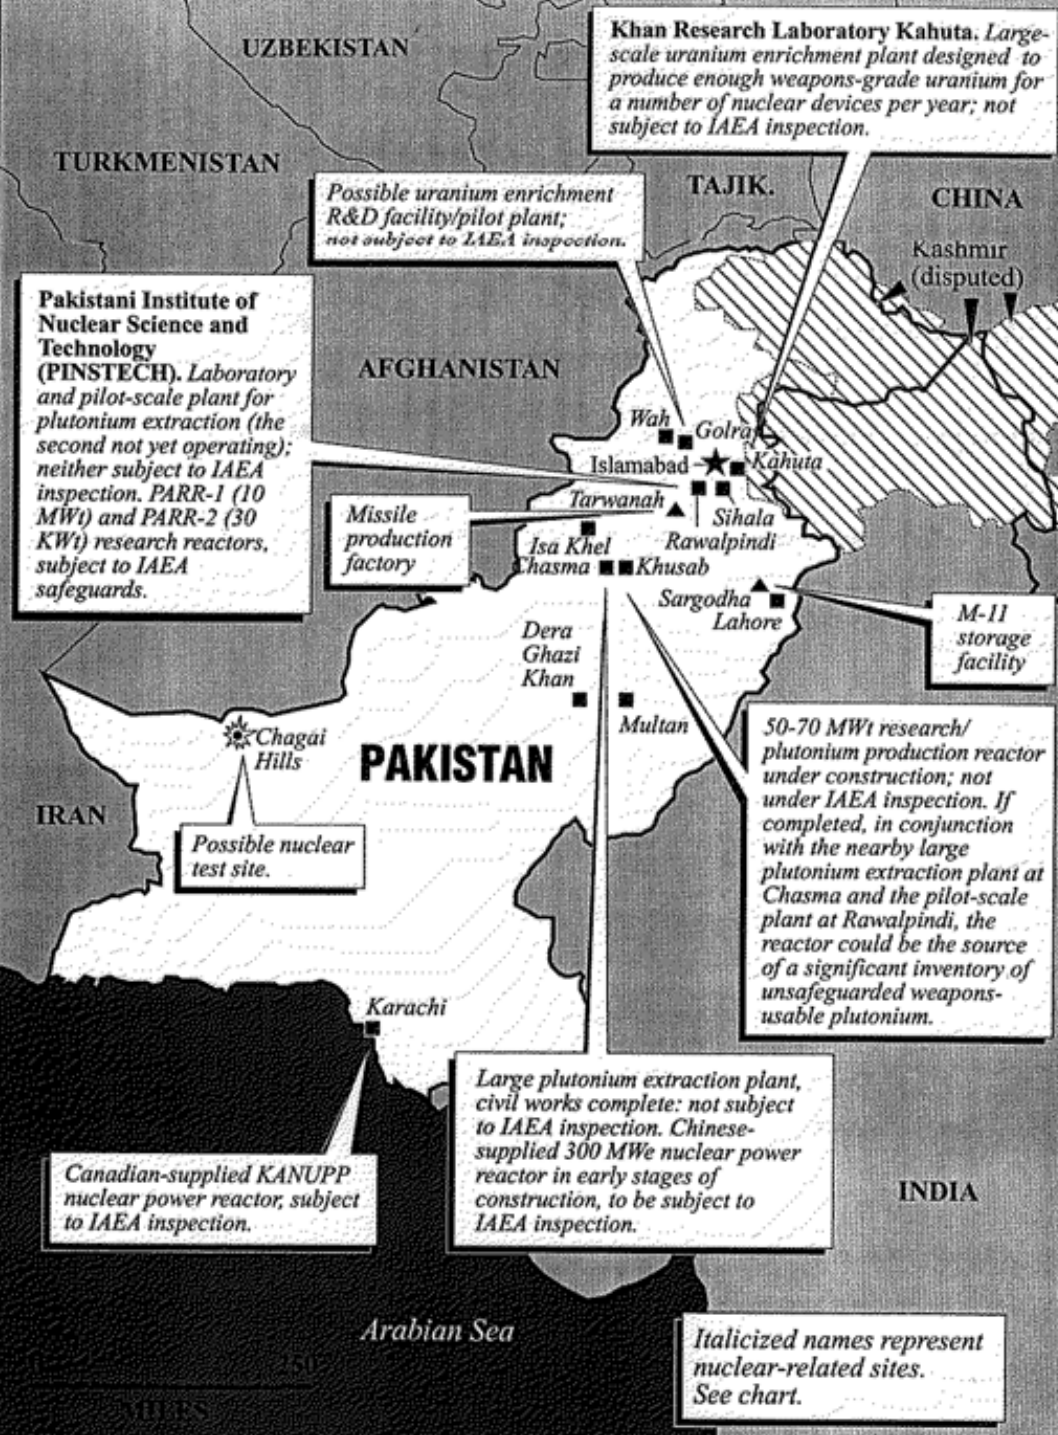 UZBEKISTAN
Khan Research Laboratory Kahuta. Large-
scale uranium enrichment plant designed to
produce enough weapons-grade uranium for
a number of nuclear devices per year; not
subject to IAEA inspection.
TURKMENISTAN
TAJIK.
CHINA
Possible uranium enrichment
R&D facility/pilot plant;
not subject to IAEA inspection.
Kashmir
(disputed)
Pakistani Institute of
Nuclear Science and
Technology
(PINSTECH). Laboratory
and pilot-scale plant for
plutonium extraction (the
second not yet operating);
neither subject to IAEA
inspection. PARR-1 (10
MWt) and PARR-2 (30
KWt) research reactors,
subject to IAEA
safeguards.
AFGHANISTAN
Wah
Golra
Islamabad
Kahuta
Tarwanah
Sihala
Rawalpindi
Missile
production
factory
Isa Khel
Chasma
Khusab
Sargodha
Lahore
M-11
storage
facility
Dera
Ghazi
Khan
Multan
Chagai
Hills
PAKISTAN
50-70 MWt research/
plutonium production reactor
under construction; not
under IAEA inspection. If
completed, in conjunction
with the nearby large
plutonium extraction plant at
Chasma and the pilot-scale
plant at Rawalpindi, the
reactor could be the source
of a significant inventory of
unsafeguarded weapons-
usable plutonium.
IRAN
Possible nuclear
test site.
Karachi
Large plutonium extraction plant,
civil works complete: not subject
to IAEA inspection. Chinese-
supplied 300 MWe nuclear power
reactor in early stages of
construction, to be subject to
IAEA inspection.
Canadian-supplied KANUPP
nuclear power reactor, subject
to IAEA inspection.
INDIA
Arabian Sea
Italicized names represent
nuclear-related sites.
See chart.
0 250
MILES